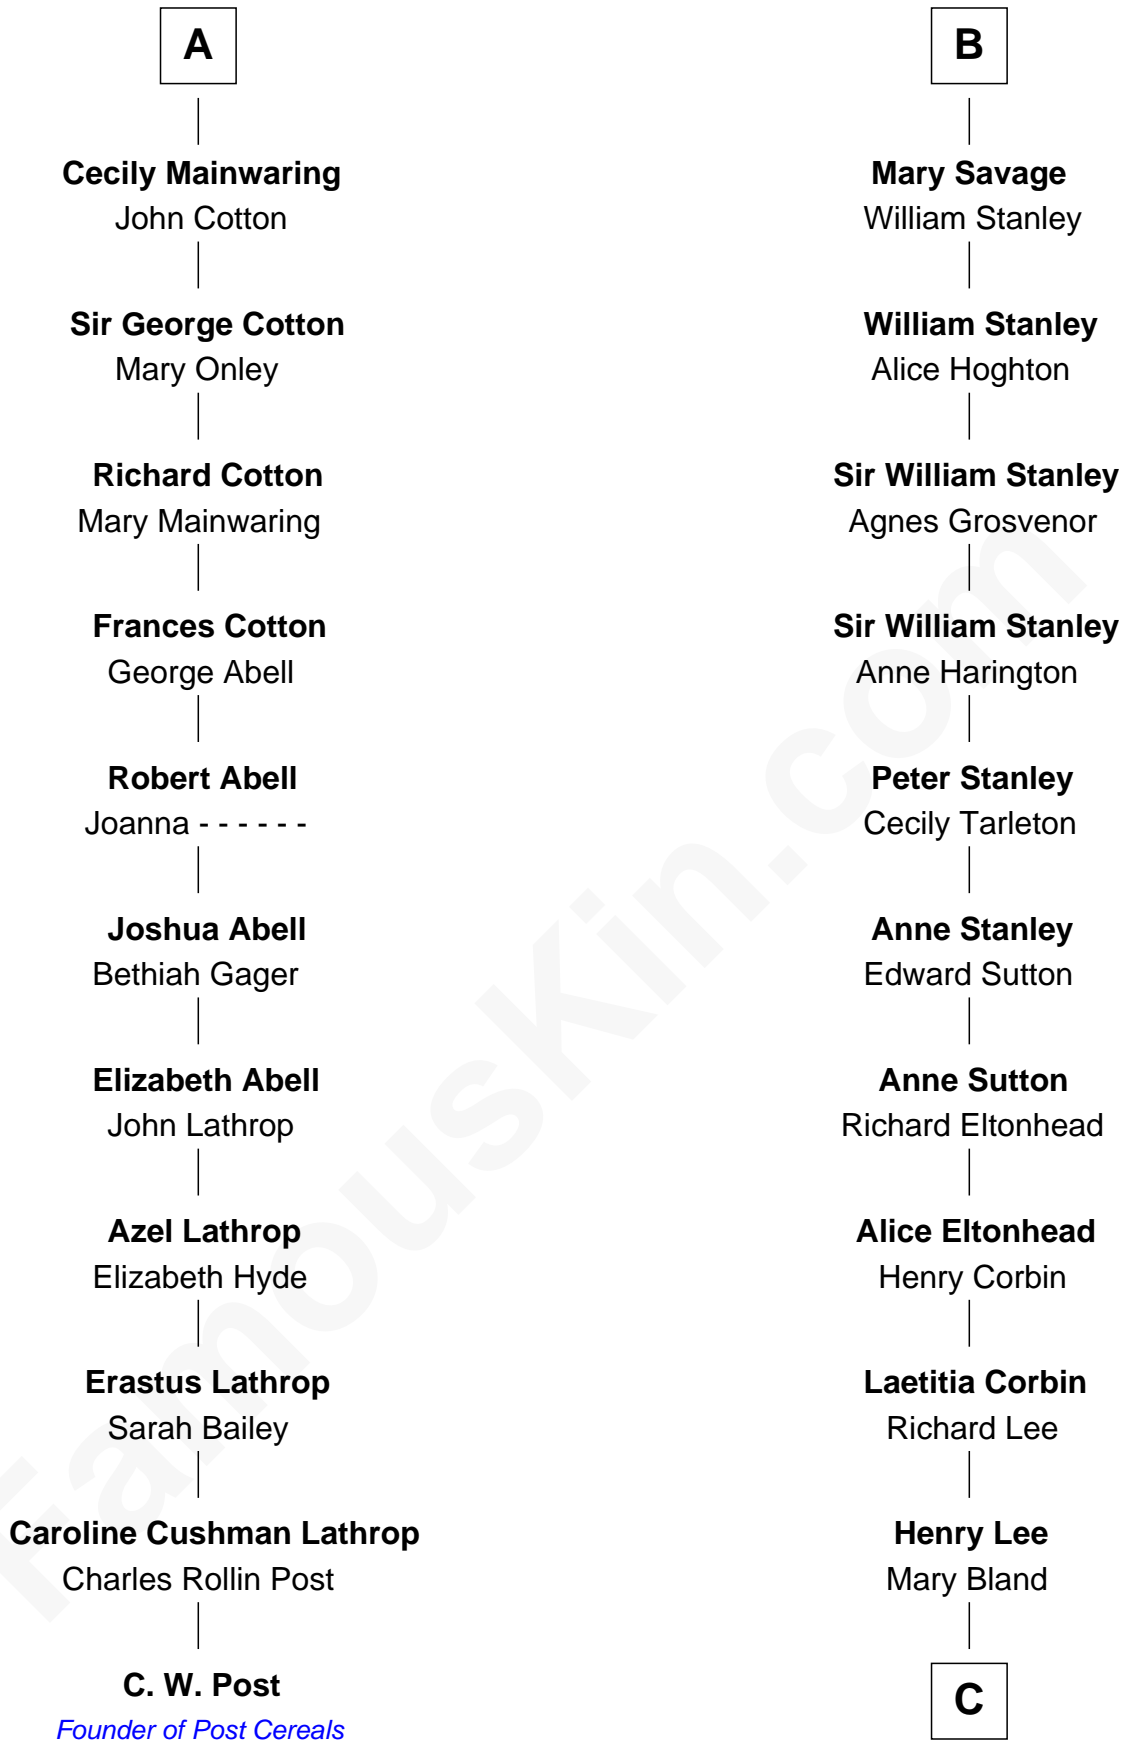 A
Cecily Mainwaring
John Cotton
Sir George Cotton
Mary Onley
Richard Cotton
Mary Mainwaring
Frances Cotton
George Abell
Robert Abell
Joanna - - - - - -
Joshua Abell
Bethiah Gager
Elizabeth Abell
John Lathrop
Azel Lathrop
Elizabeth Hyde
Erastus Lathrop
Sarah Bailey
Caroline Cushman Lathrop
Charles Rollin Post
C. W. Post
Founder of Post Cereals
B
Mary Savage
William Stanley
William Stanley
Alice Hoghton
Sir William Stanley
Agnes Grosvenor
Sir William Stanley
Anne Harington
Peter Stanley
Cecily Tarleton
Anne Stanley
Edward Sutton
Anne Sutton
Richard Eltonhead
Alice Eltonhead
Henry Corbin
Laetitia Corbin
Richard Lee
Henry Lee
Mary Bland
C
FamousKin.com